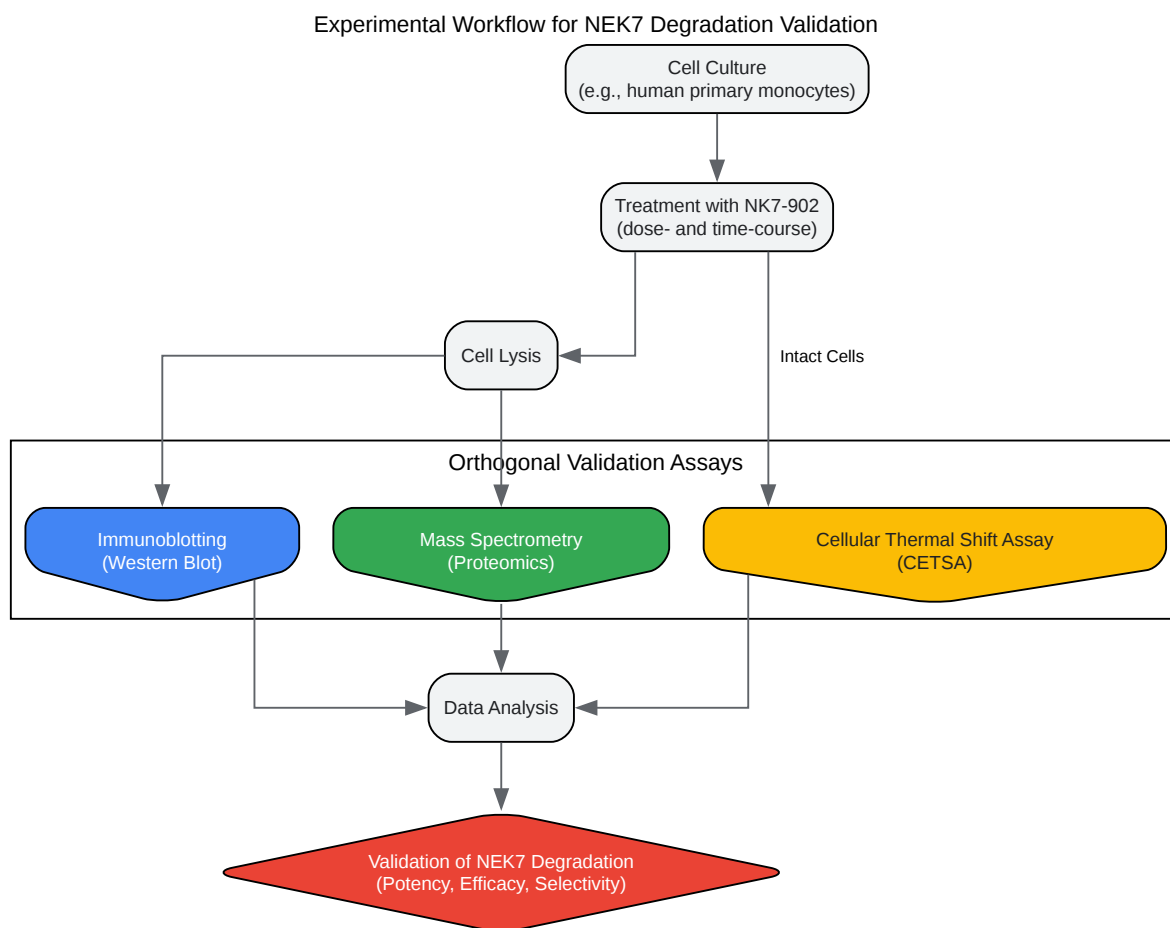 Experimental Workflow for NEK7 Degradation Validation
Cell Culture
(e.g., human primary monocytes)
Treatment with NK7-902
(dose- and time-course)
Cell Lysis
Intact Cells
Orthogonal Validation Assays
Immunoblotting
(Western Blot)
Mass Spectrometry
(Proteomics)
Cellular Thermal Shift Assay
(CETSA)
Data Analysis
Validation of NEK7 Degradation
(Potency, Efficacy, Selectivity)